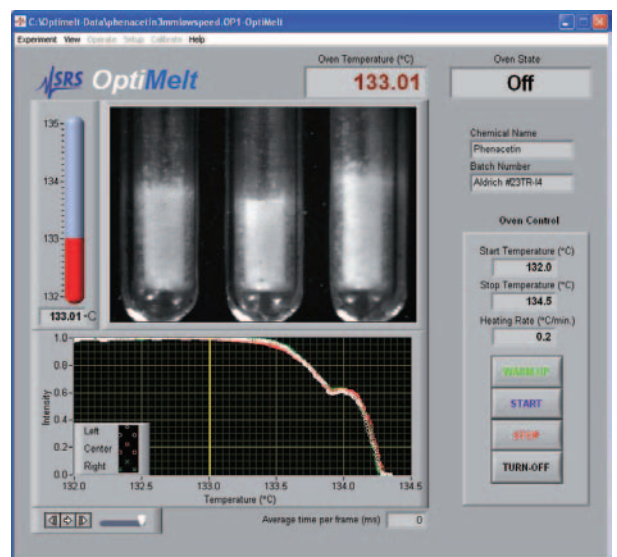 C:\Optimelt Data\phenacetin3mmlowspeed.OP1-OptiMelt
Experiment View Operate Setup Calibrate Help
SRS OptiMelt
Oven Temperature (°C)
133.01
Oven State
Off
135-
134-
133-
132-
133.01 °C
Chemical Name
Phenacetin
Batch Number
Aldrich #23TR-I4
Oven Control
Start Temperature (°C)
132.0
Stop Temperature (°C)
134.5
Heating Rate (°C/min.)
0.2
WARM UP
START
TURN-OFF
1.0-
0.8-
0.6-
0.4-
0.2-
0.0-
Intensity
Left
Center
Right
132.0 132.5 133.0 133.5 134.0 134.5
Temperature (°C)
Average time per frame (ms) 0